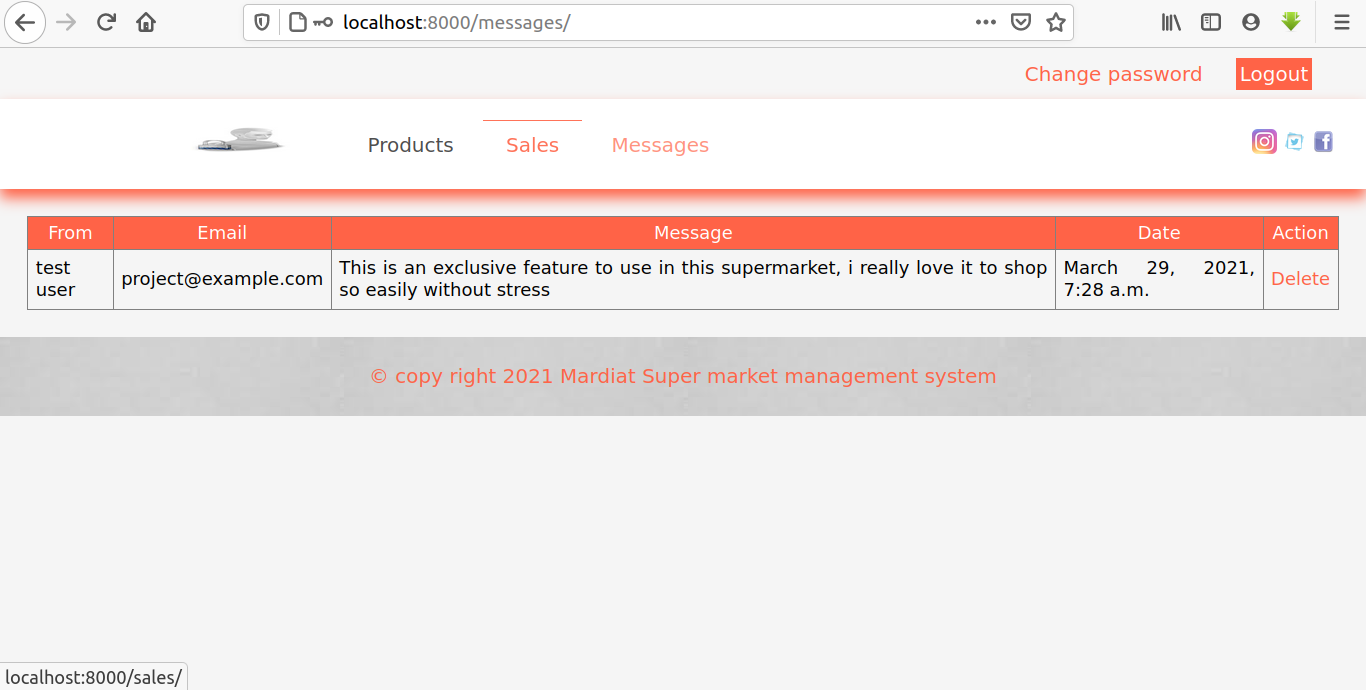 localhost:8000/messages/
Change password Logout
Products Sales Messages
From Email Message Date Action
test user project@example.com This is an exclusive feature to use in this supermarket, i really love it to shop so easily without stress March 29, 2021, 7:28 a.m. Delete
© copy right 2021 Mardiat Super market management system
localhost:8000/sales/